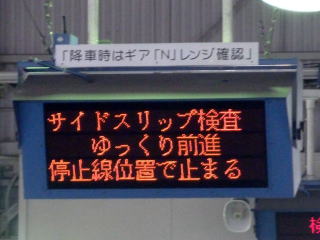 「降車時はギア「N」レンジ確認」
サイドスリップ検査
ゆっくり前進
停止線位置で止まる
検